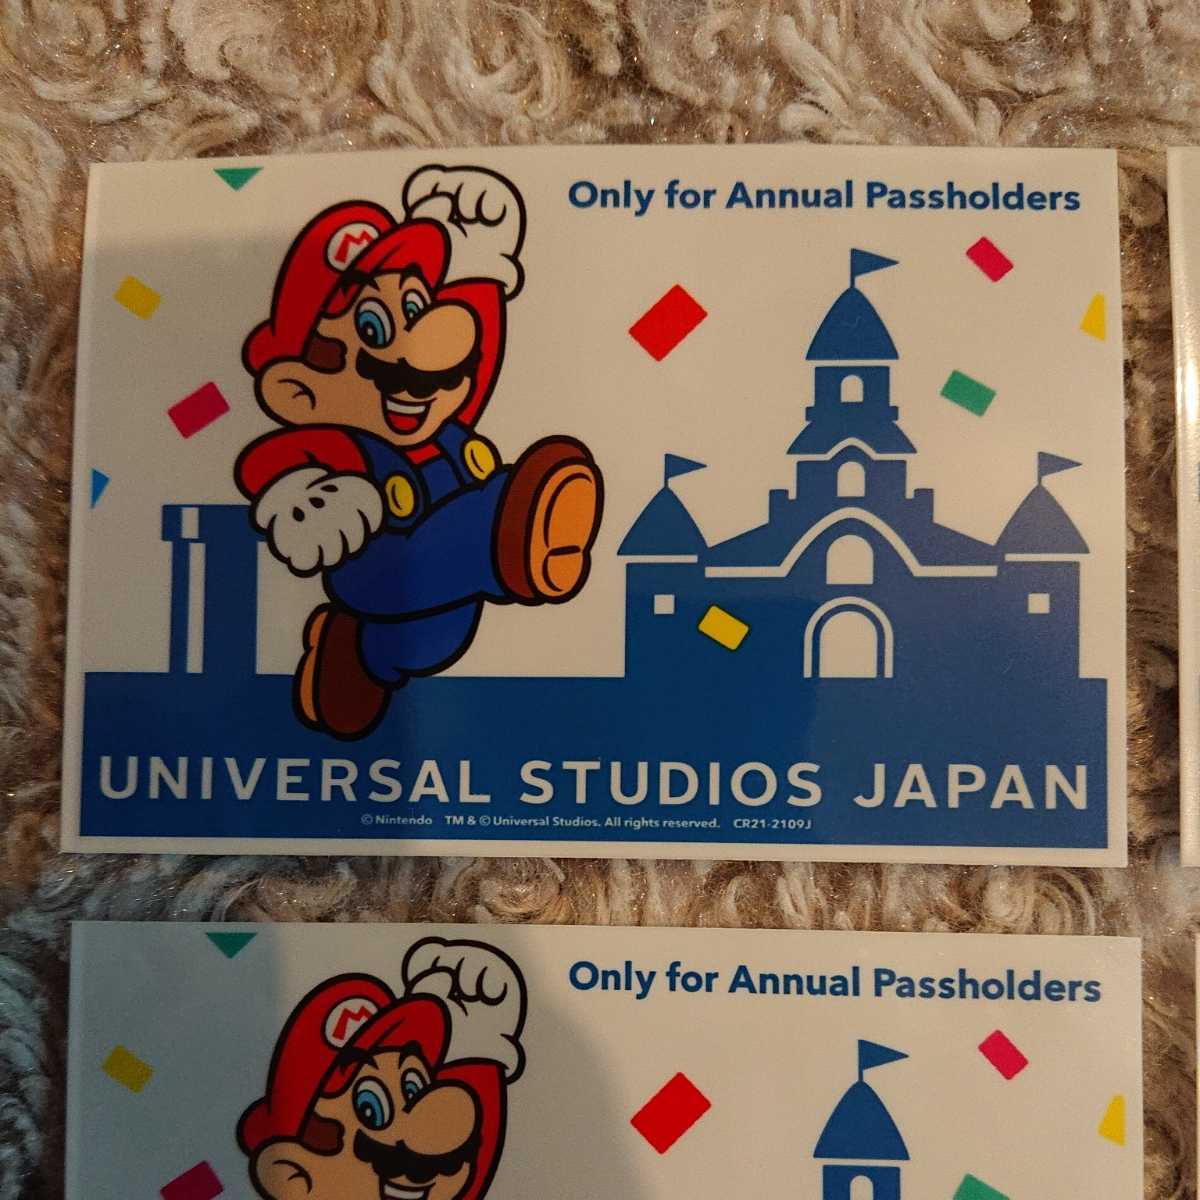 Only for Annual Passholders
M
UNIVERSAL STUDIOS JAPAN
© Nintendo TM & © Universal Studios. All rights reserved. CR21-2109J
Only for Annual Passholders
M